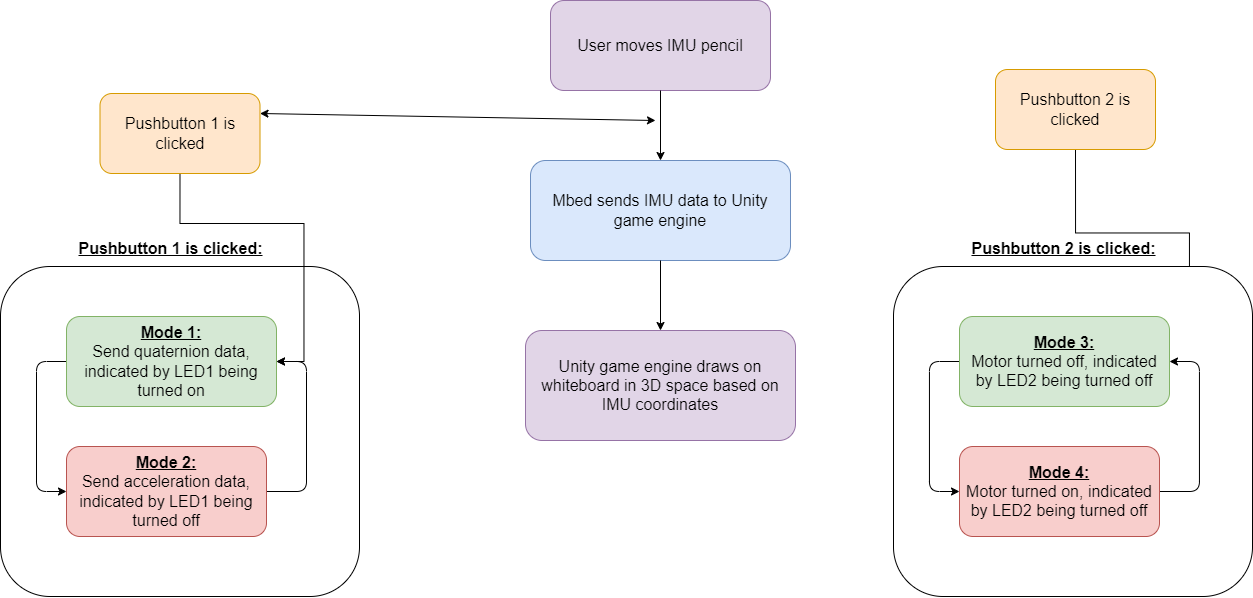 User moves IMU pencil
Pushbutton 1 is
clicked
Pushbutton 2 is
clicked
Mbed sends IMU data to Unity
game engine
Pushbutton 1 is clicked:
Mode 1:
Send quaternion data,
indicated by LED1 being
turned on
Mode 2:
Send acceleration data,
indicated by LED1 being
turned off
Unity game engine draws on
whiteboard in 3D space based on
IMU coordinates
Pushbutton 2 is clicked:
Mode 3:
Motor turned off, indicated
by LED2 being turned off
Mode 4:
Motor turned on, indicated
by LED2 being turned off